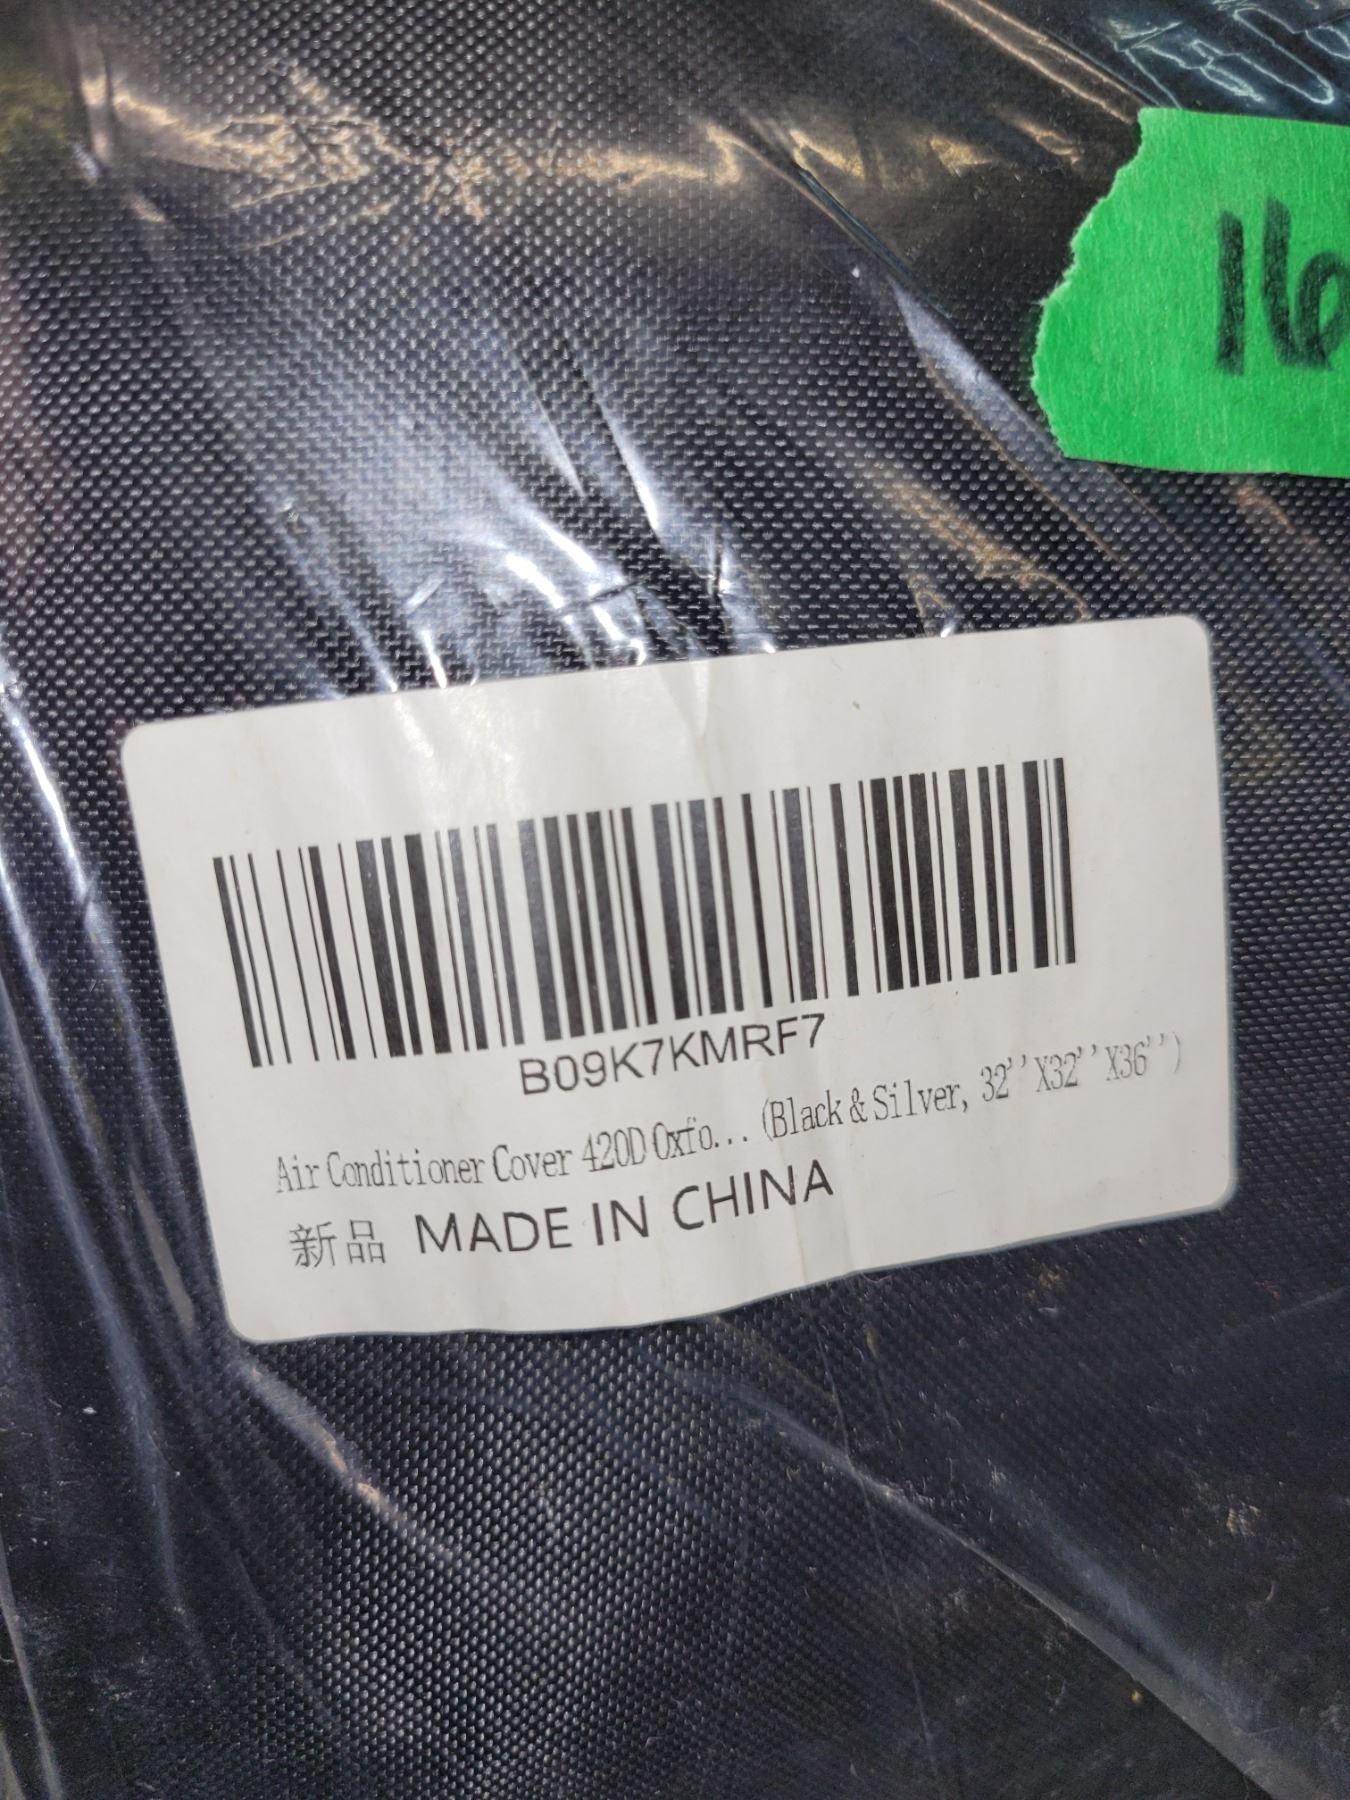 16
B09K7KMRF7
Air Conditioner Cover 420D Oxfo... (Black & Silver, 32''X32''X36'')
新品 MADE IN CHINA